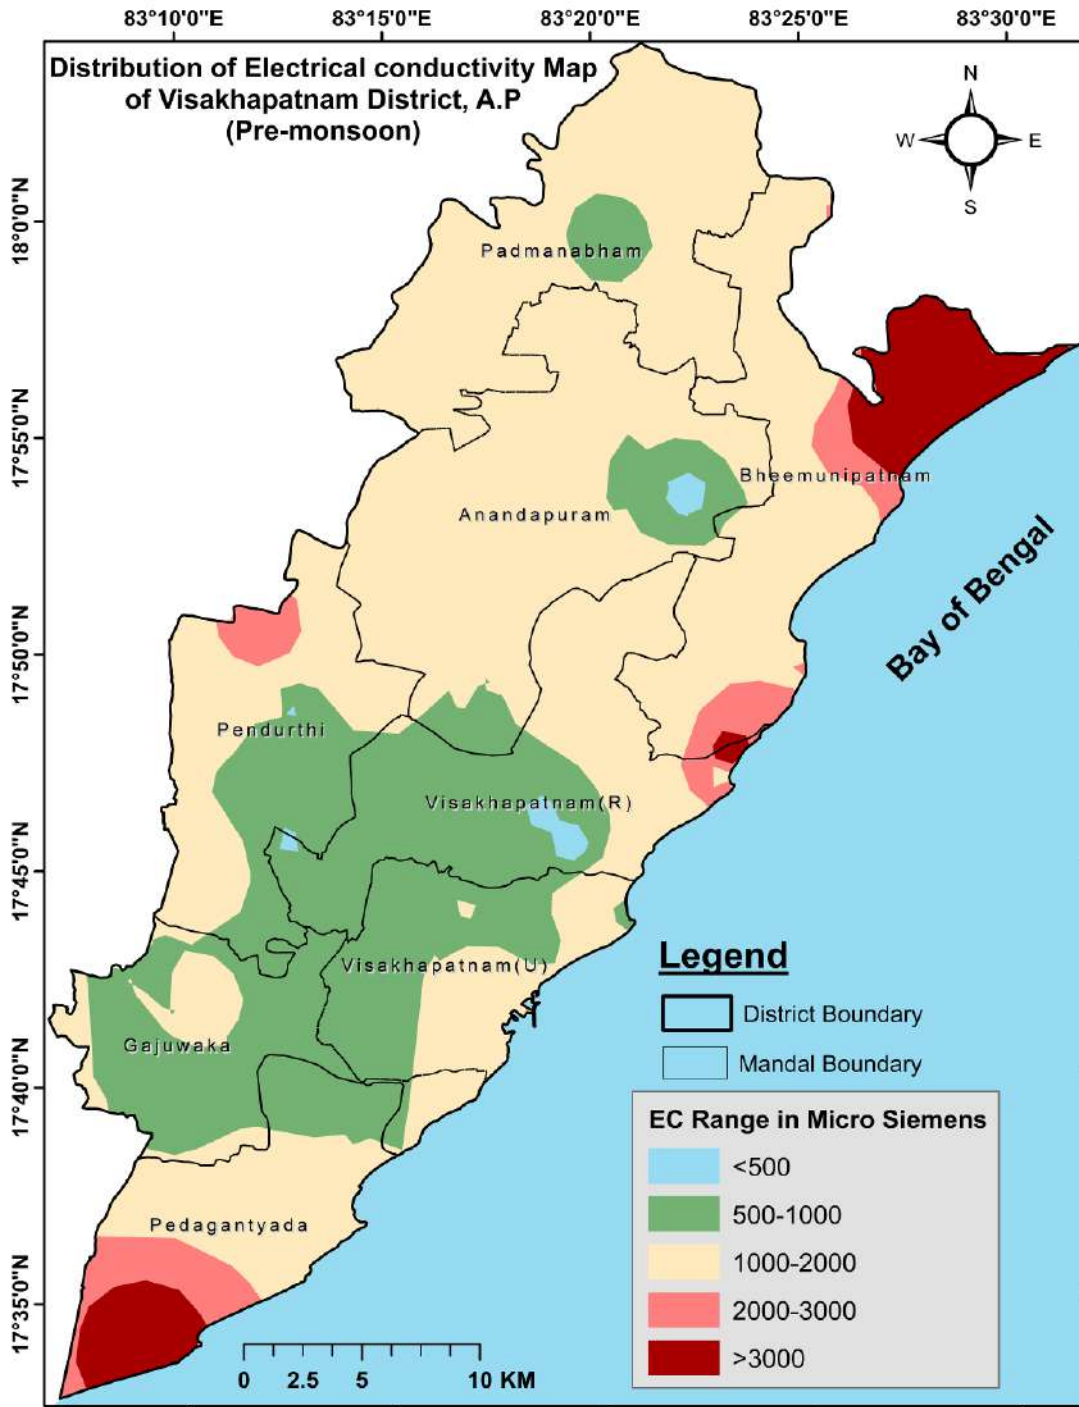 83°10'0"E 83°15'0"E 83°20'0"E 83°25'0"E 83°30'0"E
Distribution of Electrical conductivity Map
of Visakhapatnam District, A.P
(Pre-monsoon)
N
W E
S
18°0'0"N
Padmanabham
17°55'0"N
Bheemunipatnam
Anandapuram
Bay of Bengal
17°50'0"N
Pendurthi
Visakhapatnam(R)
17°45'0"N
Visakhapatnam(U)
Gajuwaka
17°40'0"N
Pedagantyada
17°35'0"N
Legend
District Boundary
Mandal Boundary
EC Range in Micro Siemens
<500
500-1000
1000-2000
2000-3000
>3000
0 2.5 5 10 KM